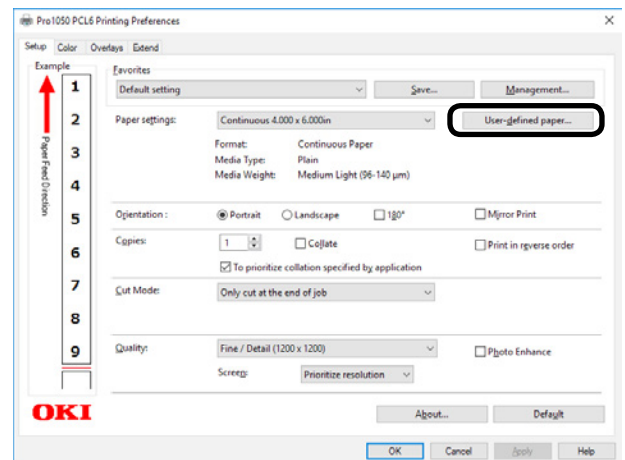 Pro1050 PCL6 Printing Preferences
Setup Color Overlays Extend
Example
Paper Feed Direction
1
2
3
4
5
6
7
8
9
Favorites
Default setting Save... Management...
Paper settings: Continuous 4.000 x 6.000in User-defined paper...
Format: Continuous Paper
Media Type: Plain
Media Weight: Medium Light (96-140 μm)
Orientation : Portrait Landscape 180° Mirror Print
Copies: 1 Collate Print in reverse order
To prioritize collation specified by application
Cut Mode: Only cut at the end of job
Quality: Fine / Detail (1200 x 1200) Photo Enhance
Screen: Prioritize resolution
OKI
About... Default
OK Cancel Apply Help